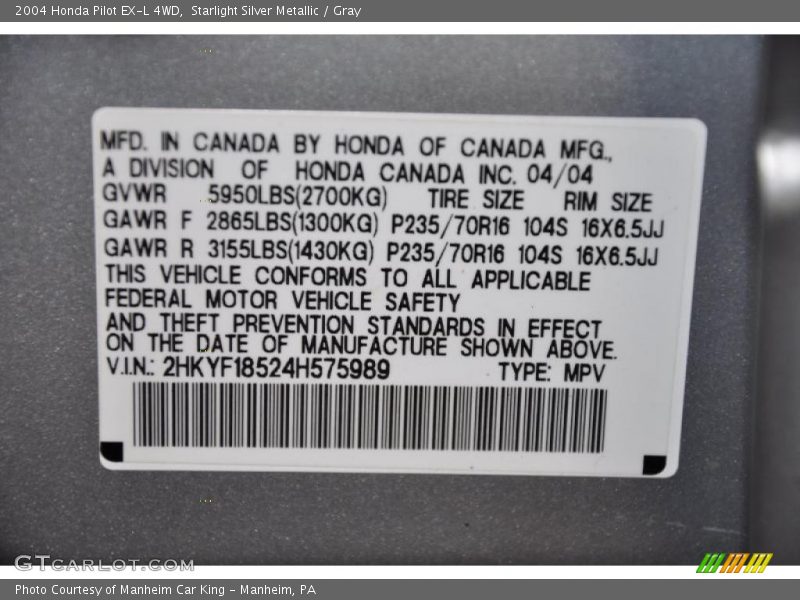 2004 Honda Pilot EX-L 4WD,  Starlight Silver Metallic / Gray
MFD. IN CANADA BY HONDA OF CANADA MFG.,
A DIVISION OF HONDA CANADA INC. 04/04
GVWR 5950LBS(2700KG) TIRE SIZE RIM SIZE
GAWR F 2865LBS(1300KG) P235/70R16 104S 16X6.5JJ
GAWR R 3155LBS(1430KG) P235/70R16 104S 16X6.5JJ
THIS VEHICLE CONFORMS TO ALL APPLICABLE
FEDERAL MOTOR VEHICLE SAFETY
AND THEFT PREVENTION STANDARDS IN EFFECT
ON THE DATE OF MANUFACTURE SHOWN ABOVE.
V.I.N.: 2HKYF18524H575989 TYPE: MPV
GTCARLOT.COM
Photo Courtesy of Manheim Car King - Manheim, PA